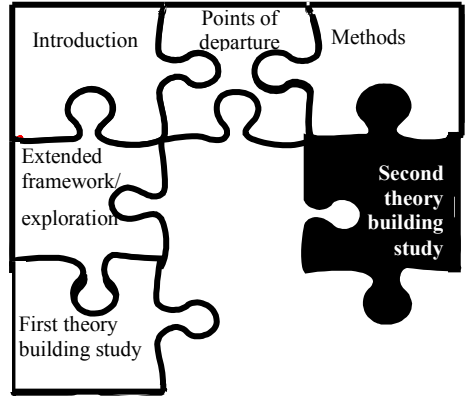 Introduction
Points of
departure
Methods
Extended
framework/
exploration
Second
theory
building
study
First theory
building study